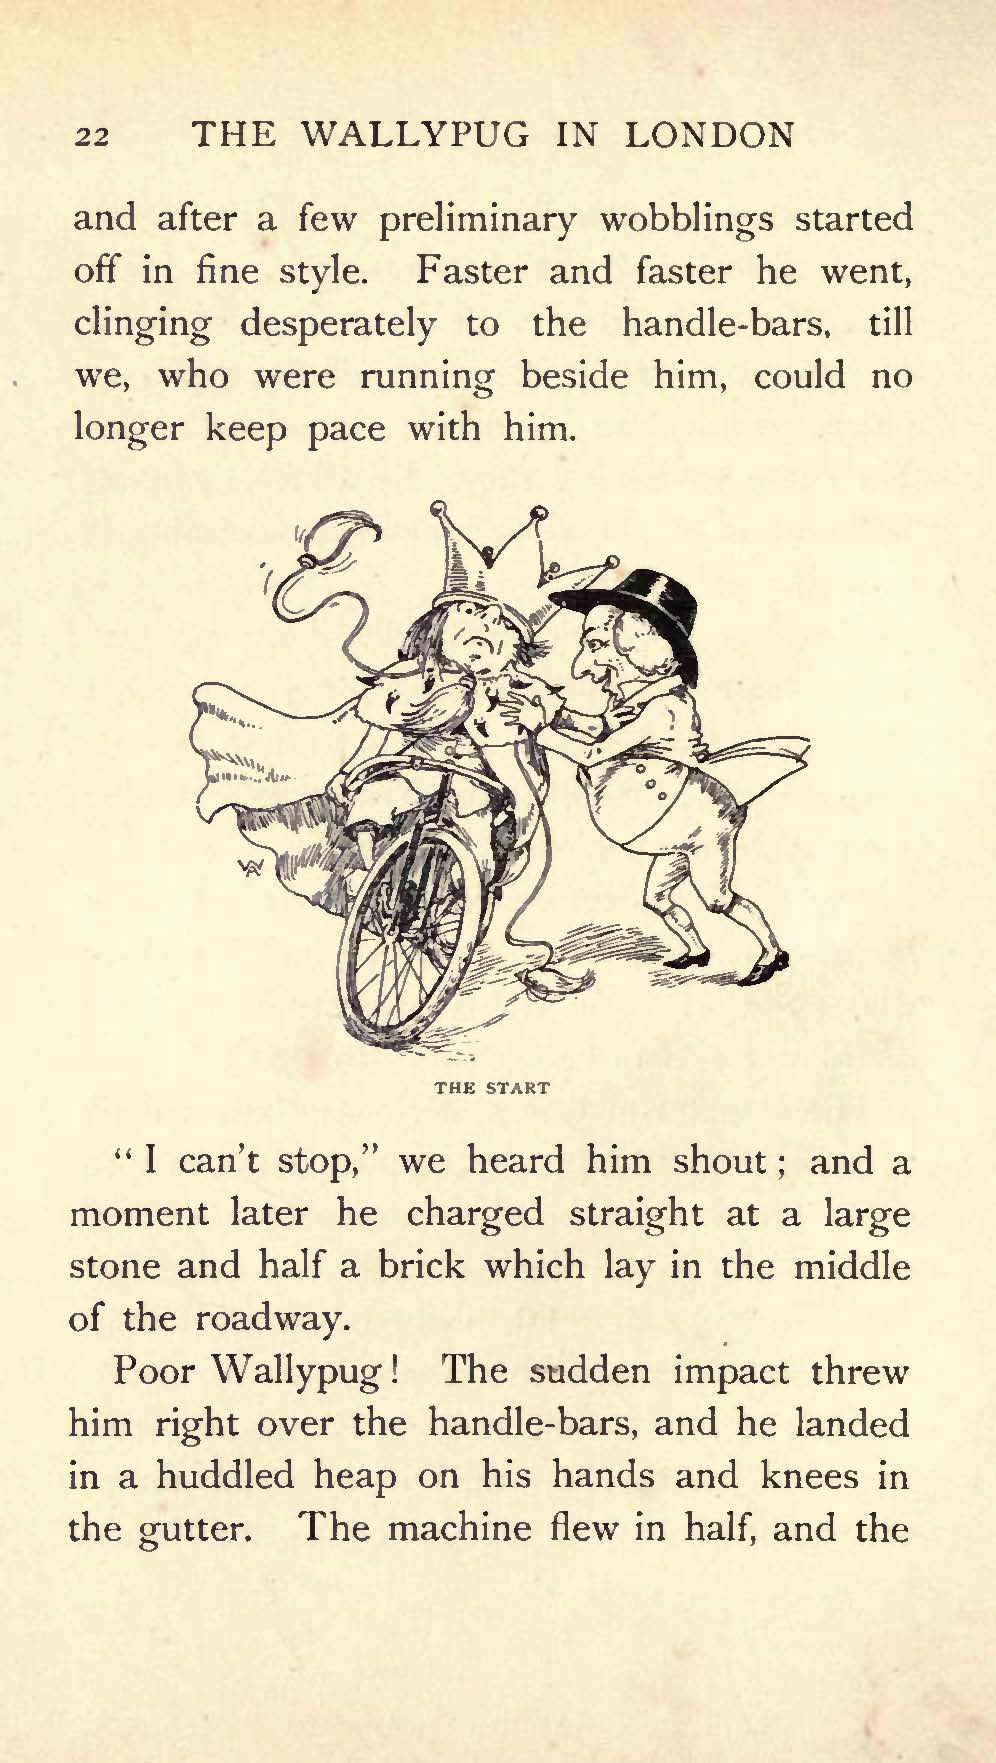 22 THE WALLYPUG IN LONDON
and after a few preliminary wobblings started
off in fine style. Faster and faster he went,
clinging desperately to the handle-bars, till
we, who were running beside him, could no
longer keep pace with him.
THE START
“ I can't stop,” we heard him shout ; and a
moment later he charged straight at a large
stone and half a brick which lay in the middle
of the roadway.
Poor Wallypug ! The sudden impact threw
him right over the handle-bars, and he landed
in a huddled heap on his hands and knees in
the gutter. The machine flew in half, and the